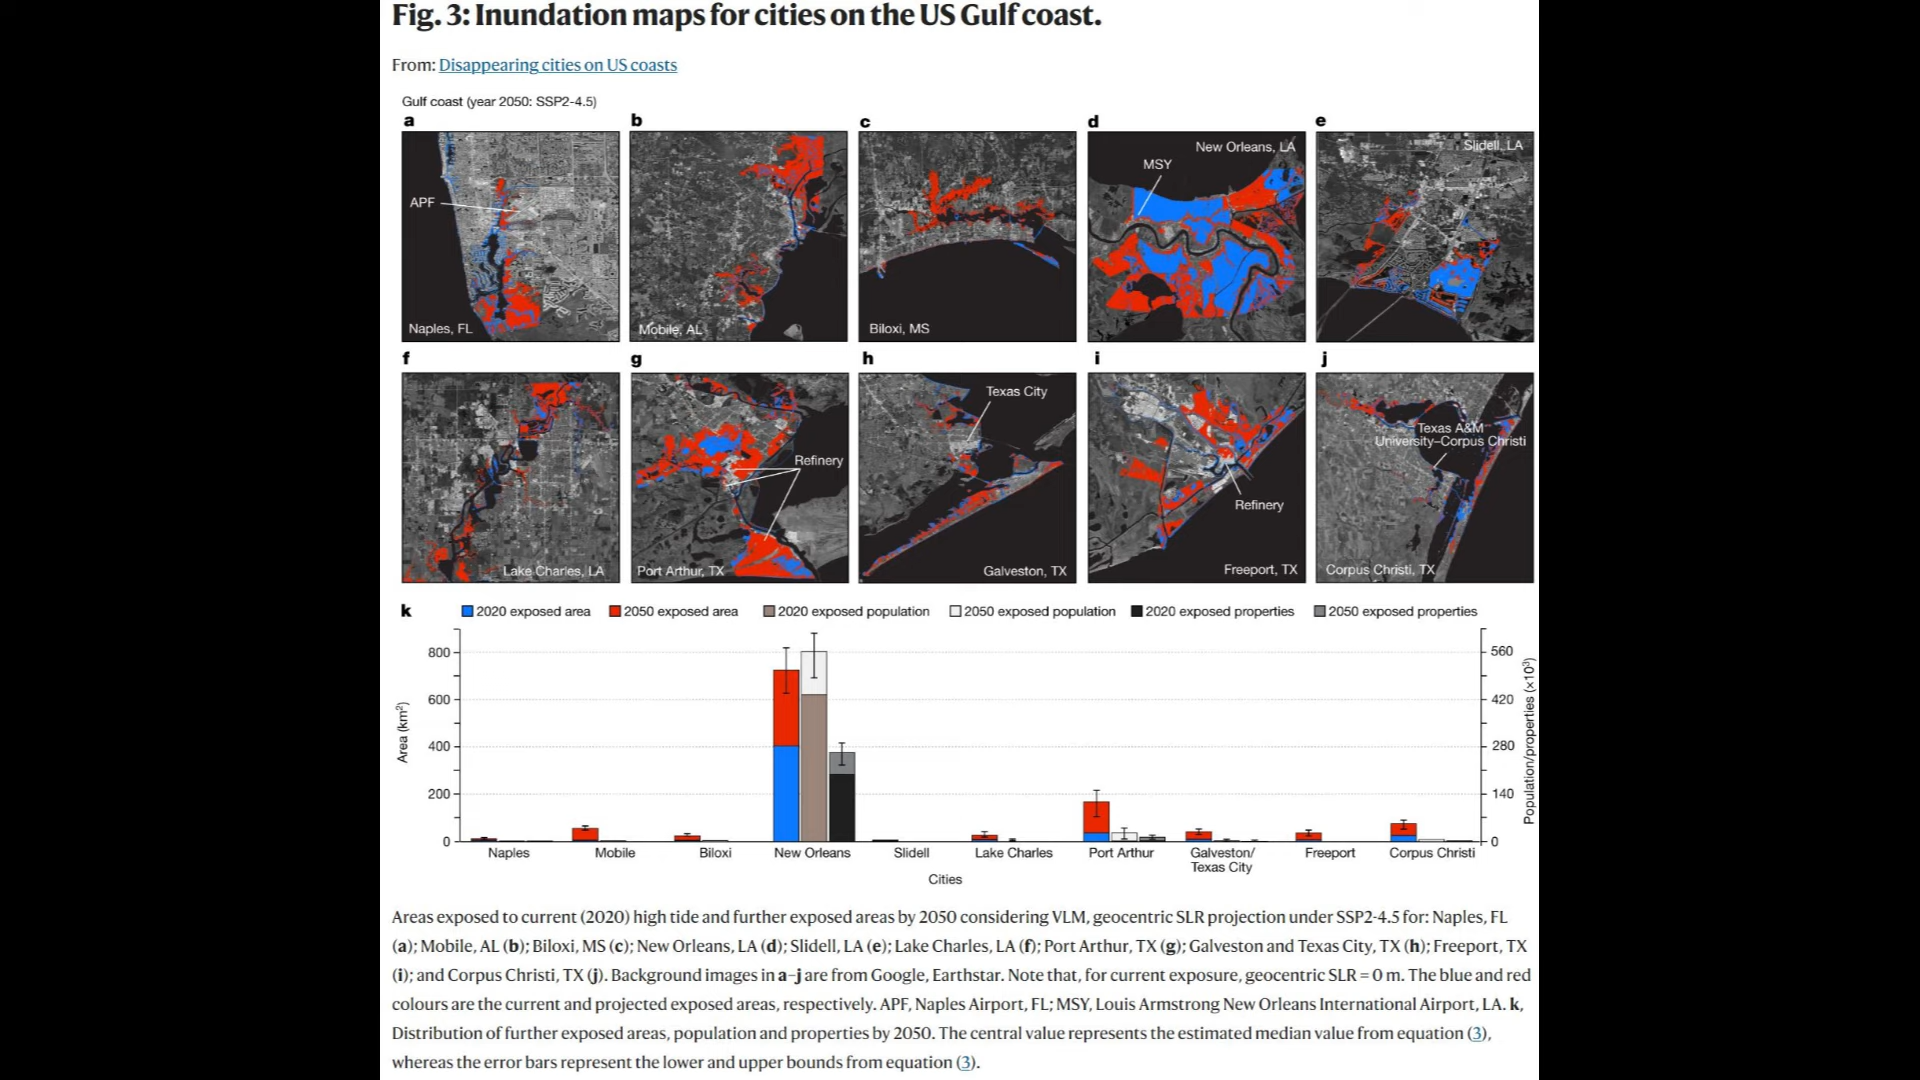 Fig. 3: Inundation maps for cities on the US Gulf coast.
From: Disappearing cities on US coasts
Gulf coast (year 2050: SSP2-4.5)
a
b
c
d
e
APF
Naples, FL
Mobile, AL
Biloxi, MS
New Orleans, LA
MSY
Slidell, LA
f
g
h
i
j
Lake Charles, LA
Refinery
Port Arthur, TX
Texas City
Galveston, TX
Refinery
Freeport, TX
Texas A&M
University–Corpus Christi
Corpus Christi, TX
k
2020 exposed area
2050 exposed area
2020 exposed population
2050 exposed population
2020 exposed properties
2050 exposed properties
Area (km²)
800
600
400
200
0
560
420
280
140
0
Population/properties (×10³)
Naples
Mobile
Biloxi
New Orleans
Slidell
Lake Charles
Port Arthur
Galveston/
Texas City
Freeport
Corpus Christi
Cities
Areas exposed to current (2020) high tide and further exposed areas by 2050 considering VLM, geocentric SLR projection under SSP2-4.5 for: Naples, FL
(a); Mobile, AL (b); Biloxi, MS (c); New Orleans, LA (d); Slidell, LA (e); Lake Charles, LA (f); Port Arthur, TX (g); Galveston and Texas City, TX (h); Freeport, TX
(i); and Corpus Christi, TX (j). Background images in a–j are from Google, Earthstar. Note that, for current exposure, geocentric SLR = 0 m. The blue and red
colours are the current and projected exposed areas, respectively. APF, Naples Airport, FL; MSY, Louis Armstrong New Orleans International Airport, LA. k,
Distribution of further exposed areas, population and properties by 2050. The central value represents the estimated median value from equation (3),
whereas the error bars represent the lower and upper bounds from equation (3).